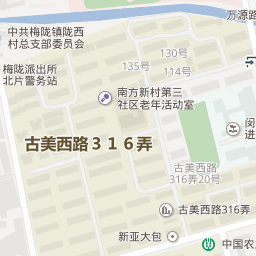 中共梅陇镇陇西
村总支部委员会
万源路
130号
135号
114号
梅陇派出所
北片警务站
南方新村第三
社区老年活动室
古美西路３１６弄
闵
古美西路
316弄20号
古美西路316弄
新亚大包
中国农